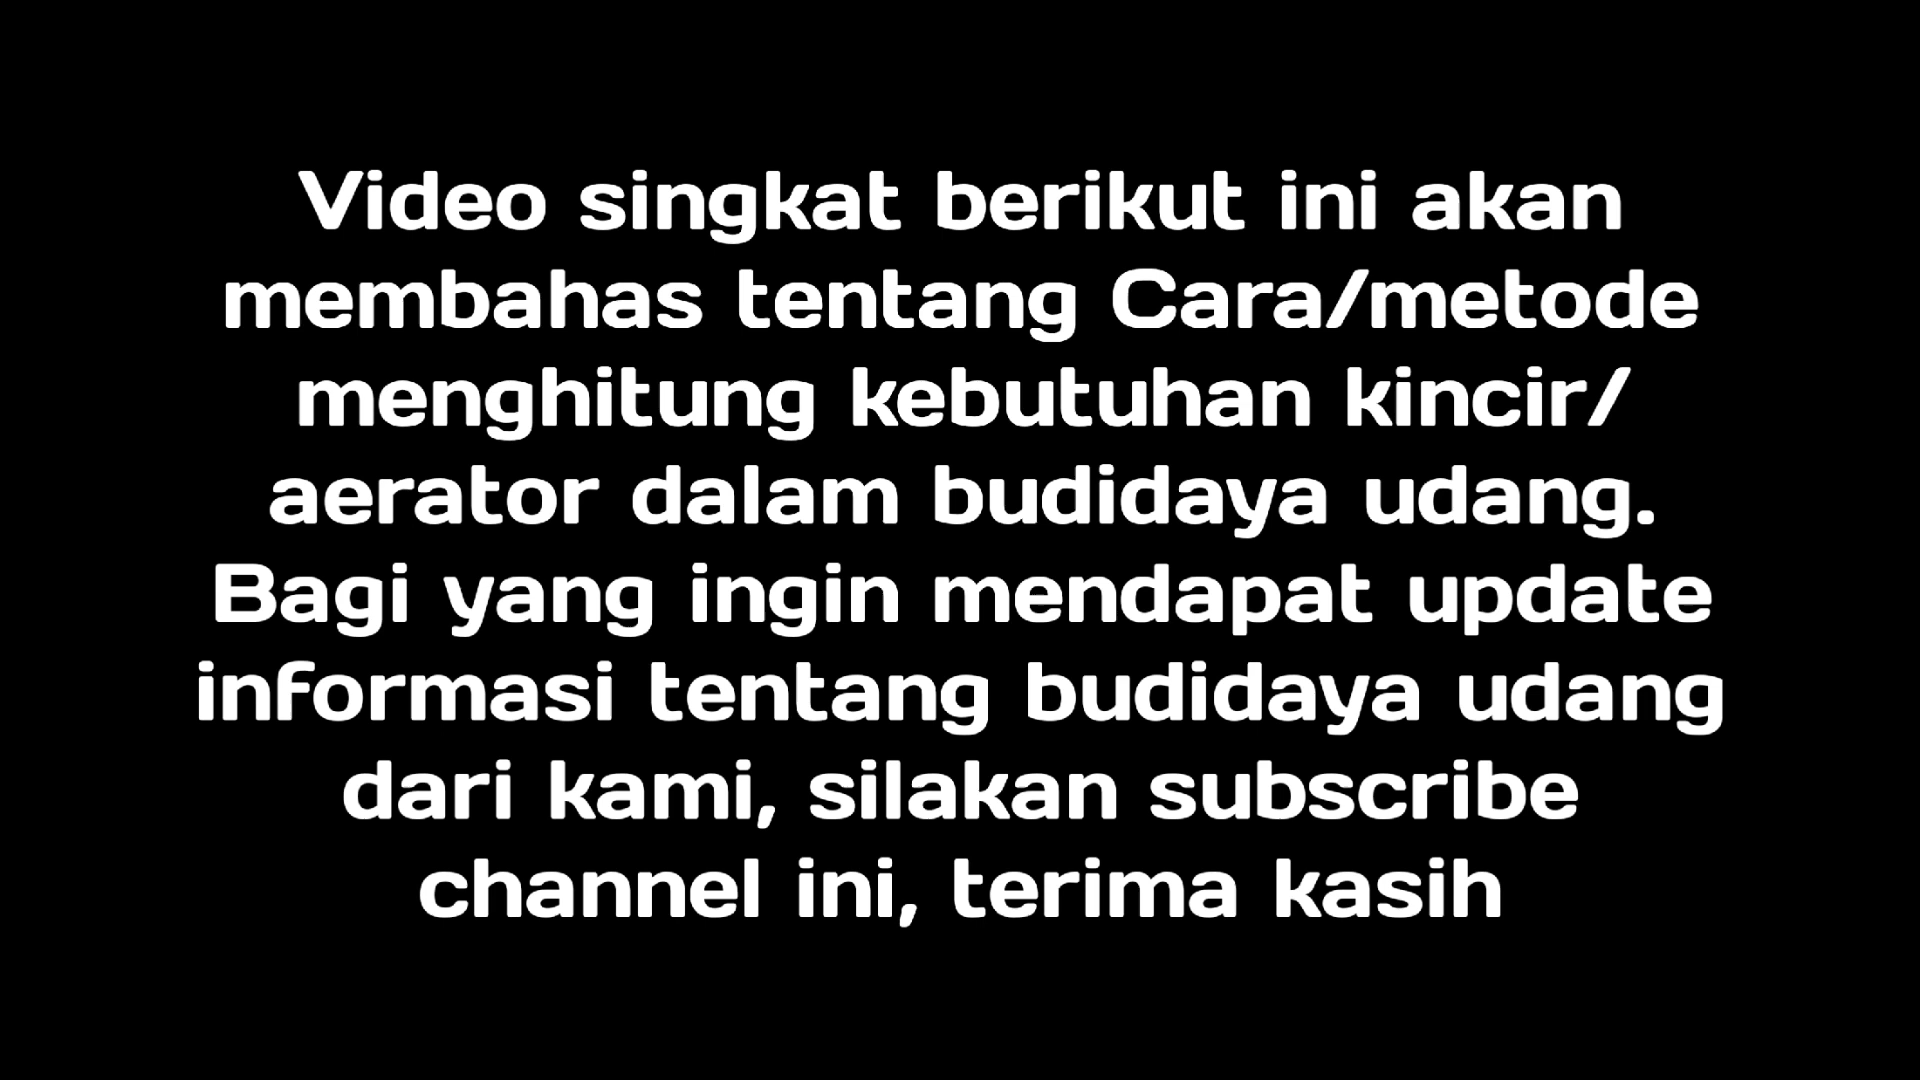 Video singkat berikut ini akan
membahas tentang Cara/metode
menghitung kebutuhan kincir/
aerator dalam budidaya udang.
Bagi yang ingin mendapat update
informasi tentang budidaya udang
dari kami, silakan subscribe
channel ini, terima kasih